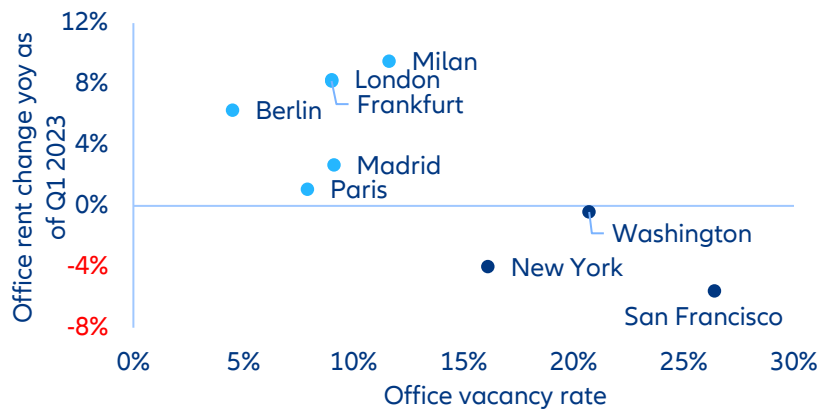 Office rent change yoy as
of Q1 2023
12%
8%
4%
0%
-4%
-8%
Milan
London
Frankfurt
Berlin
Madrid
Paris
Washington
New York
San Francisco
0%
5%
10%
15%
20%
25%
30%
Office vacancy rate